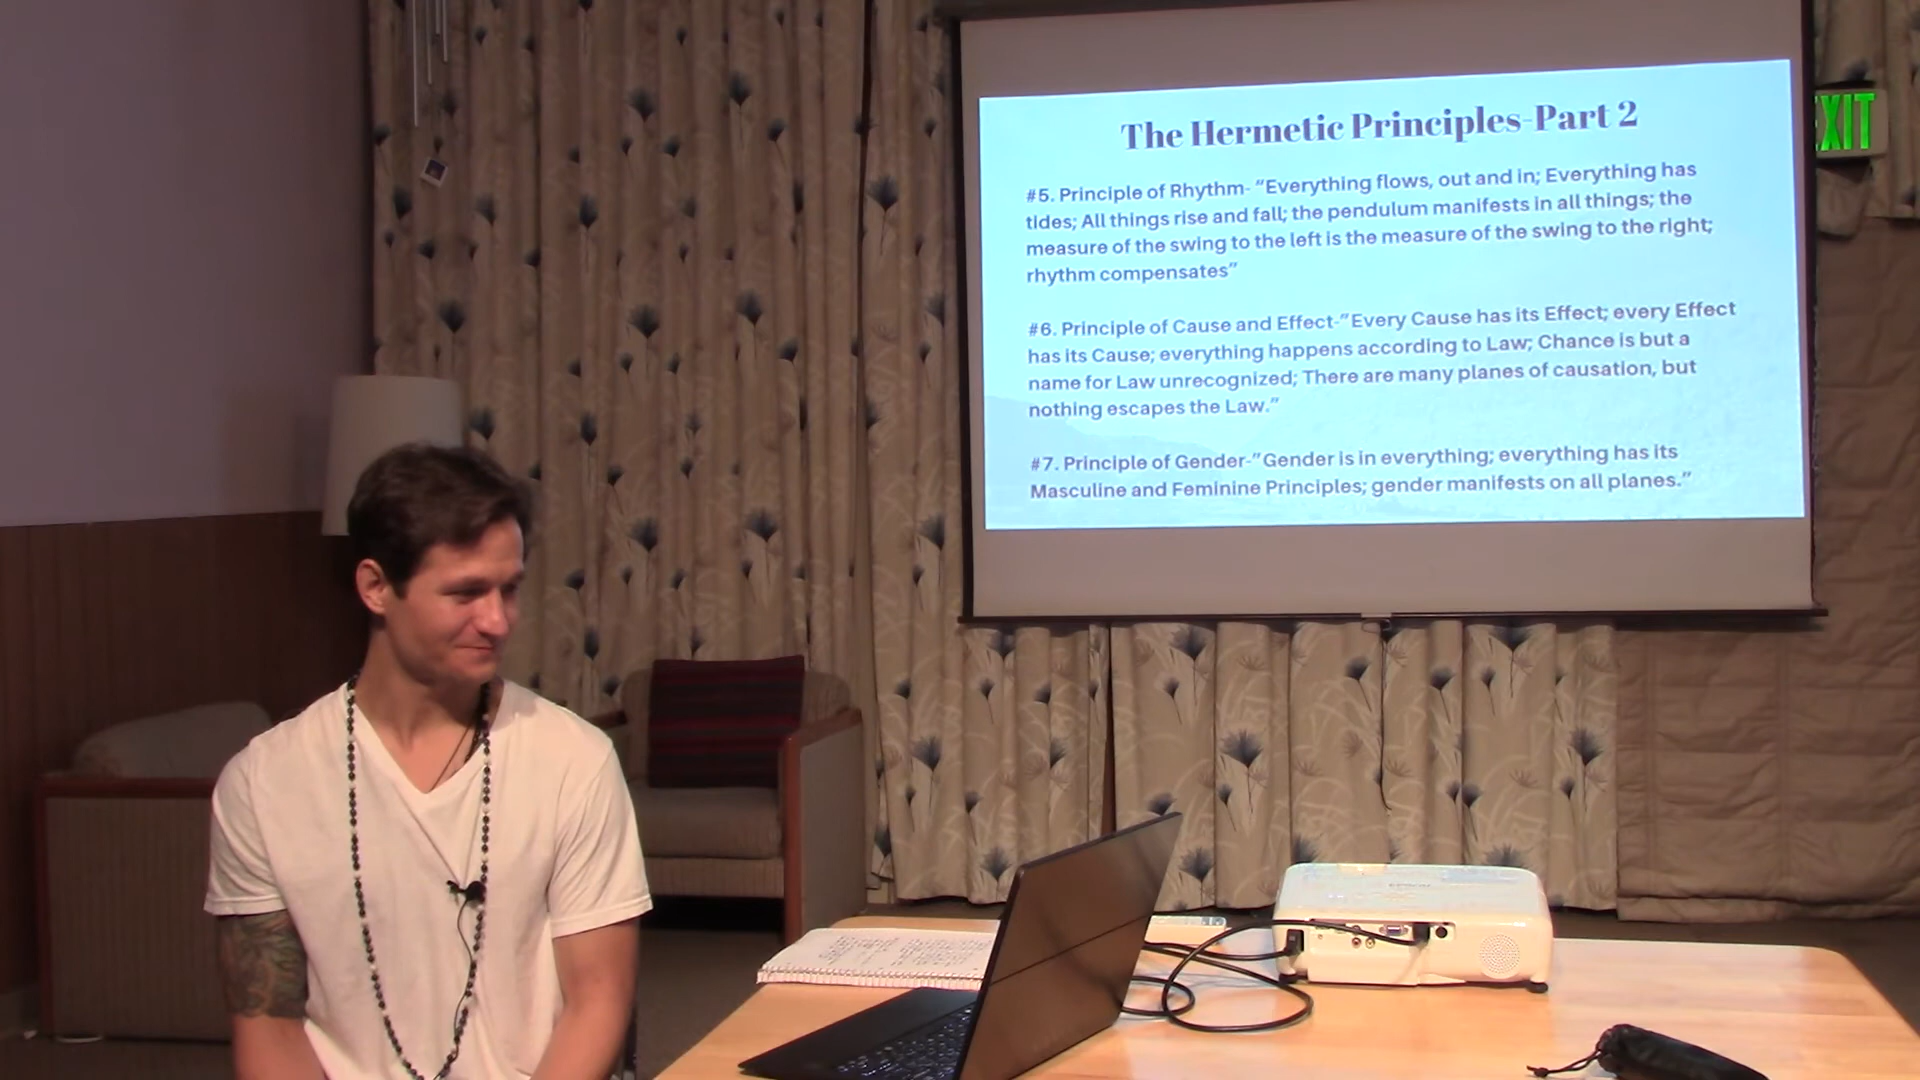 The Hermetic Principles-Part 2
#5. Principle of Rhythm- “Everything flows, out and in; Everything has
tides; All things rise and fall; the pendulum manifests in all things; the
measure of the swing to the left is the measure of the swing to the right;
rhythm compensates”
#6. Principle of Cause and Effect-”Every Cause has its Effect; every Effect
has its Cause; everything happens according to Law; Chance is but a
name for Law unrecognized; There are many planes of causation, but
nothing escapes the Law.”
#7. Principle of Gender-”Gender is in everything; everything has its
Masculine and Feminine Principles; gender manifests on all planes.”
EXIT
EPSON